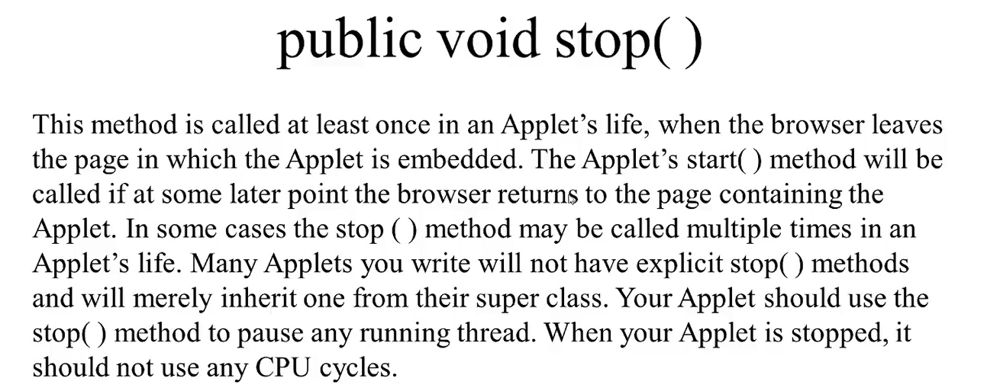 public void stop( )
This method is called at least once in an Applet’s life, when the browser leaves
the page in which the Applet is embedded. The Applet’s start( ) method will be
called if at some later point the browser returns to the page containing the
Applet. In some cases the stop ( ) method may be called multiple times in an
Applet’s life. Many Applets you write will not have explicit stop( ) methods
and will merely inherit one from their super class. Your Applet should use the
stop( ) method to pause any running thread. When your Applet is stopped, it
should not use any CPU cycles.